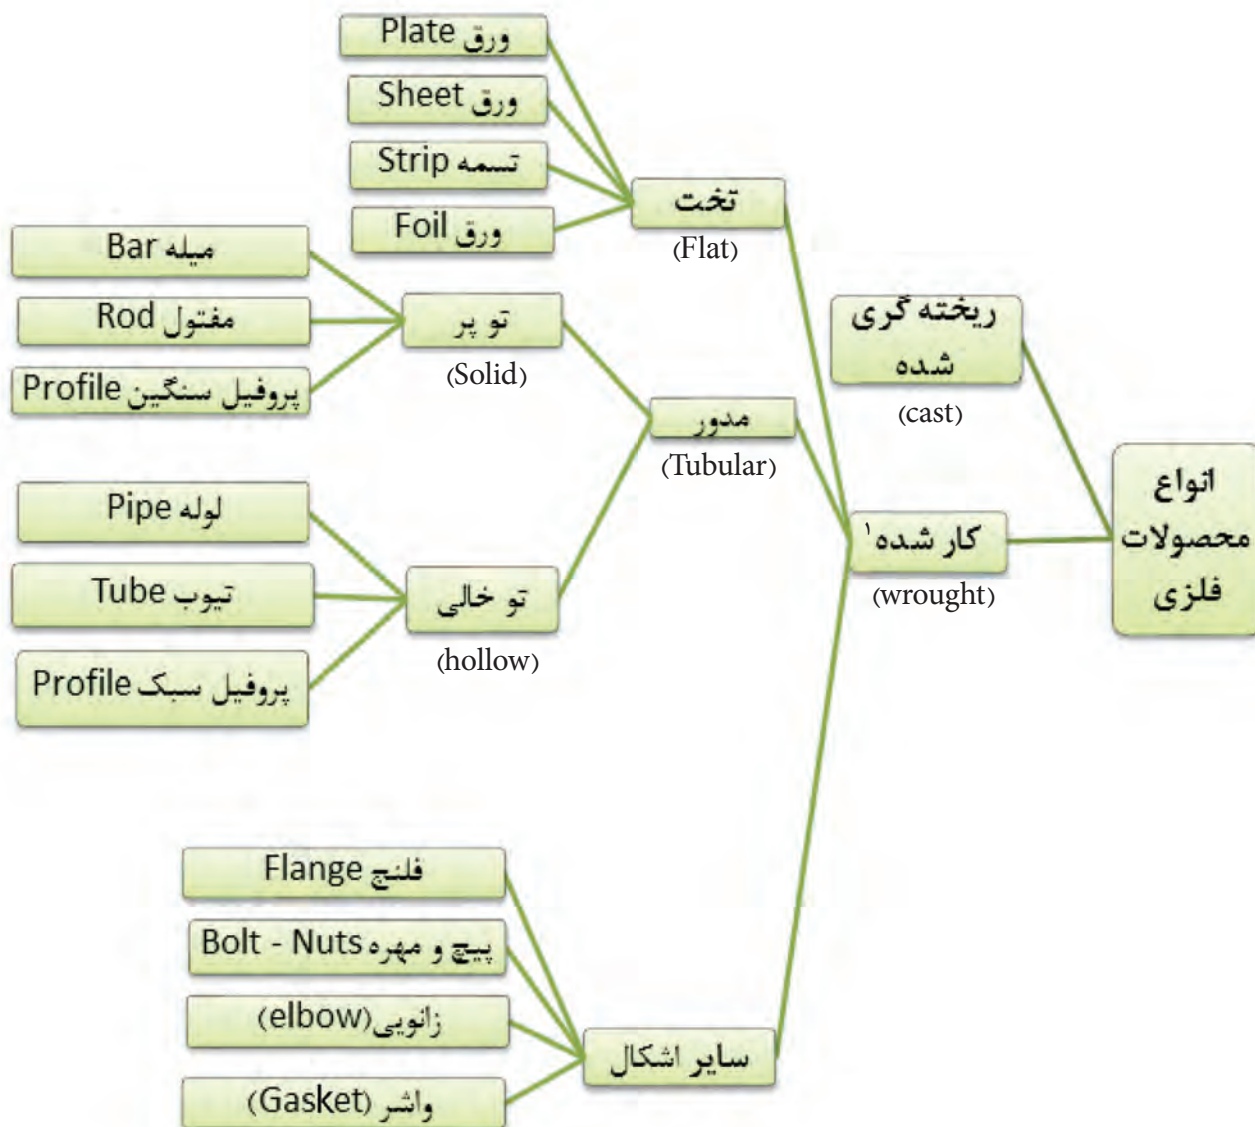 انواع
محصولات
فلزی
ریخته گری
شده
(cast)
کار شده۱
(wrought)
تخت
(Flat)
ورق Plate
ورق Sheet
تسمه Strip
ورق Foil
مدور
(Tubular)
تو پر
(Solid)
میله Bar
مفتول Rod
پروفیل سنگین Profile
تو خالی
(hollow)
لوله Pipe
تیوب Tube
پروفیل سبک Profile
سایر اشکال
فلنج Flange
پیچ و مهره Bolt - Nuts
زانویی(elbow)
واشر (Gasket)